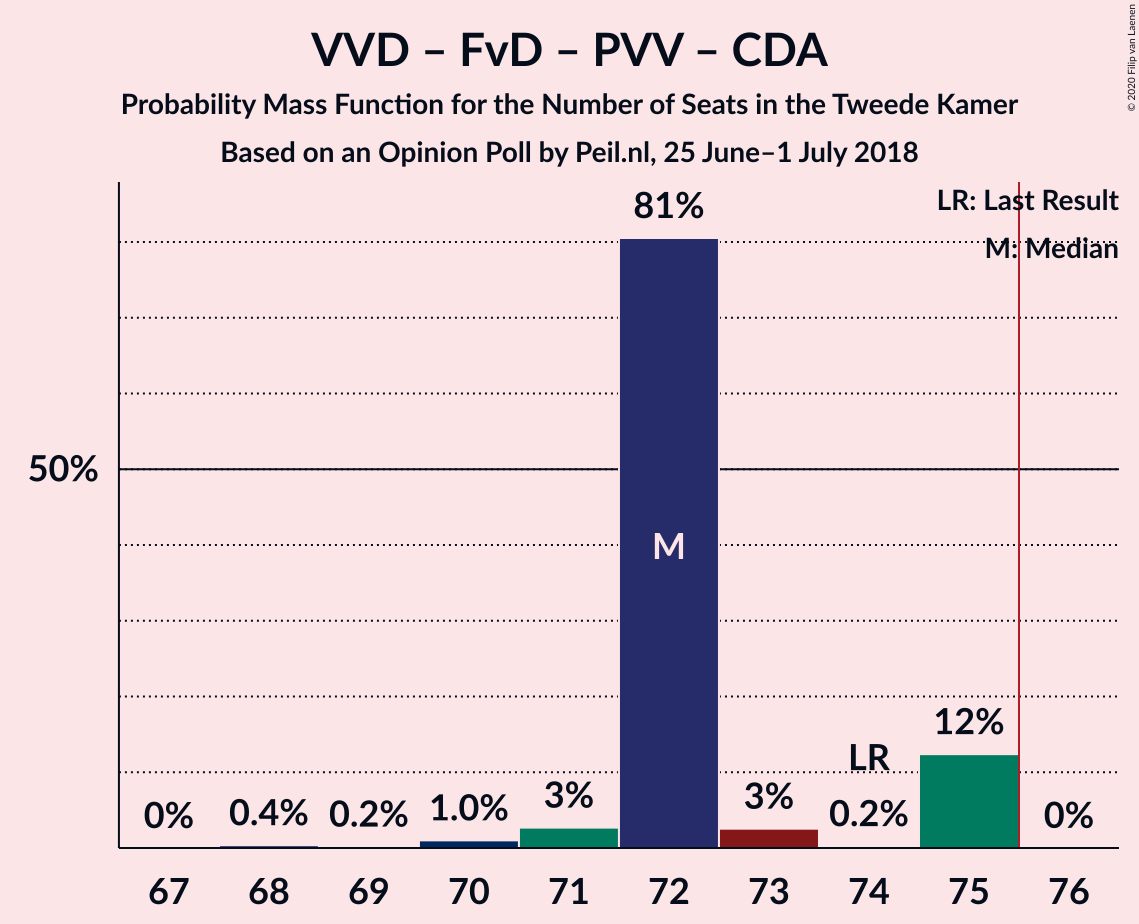 VVD – FvD – PVV – CDA
Probability Mass Function for the Number of Seats in the Tweede Kamer
Based on an Opinion Poll by Peil.nl, 25 June–1 July 2018
© 2020 Filip van Laenen
LR: Last Result
M: Median
81%
50%
M
12%
LR
0%
0.4%
0.2%
1.0%
3%
3%
0.2%
0%
67 68 69 70 71 72 73 74 75 76